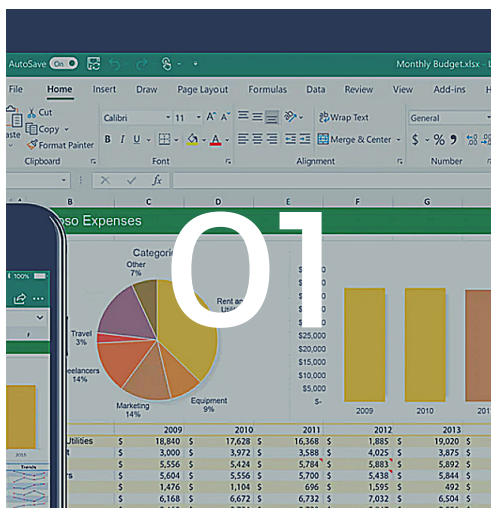 AutoSave On Monthly Budget.xlsx -
File Home Insert Draw Page Layout Formulas Data Review View Add-ins
Cut
Copy
Format Painter
Calibri 11 A A
B I U A
Wrap Text
Merge & Center
General
$ % 9
Clipboard Font Alignment Number
fx
B C D E F G
Expenses
01
100%
Other
7%
Travel
3%
14%
Marketing
14%
Equipment
9%
$25,000
$20,000
$15,000
$10,000
$5,000
$-
2009 2010
2015
Trends
2009 2010 2011 2012 2013
Utilities $ 18,840 $ 17,628 $ 16,368 $ 1,885 $ 19,020 $
$ 3,000 $ 3,972 $ 3,588 $ 4,025 $ 3,875 $
$ 5,556 $ 5,424 $ 5,784 $ 5,883 $ 5,892 $
$ 5,604 $ 5,556 $ 5,700 $ 5,438 $ 5,844 $
$ 1,476 $ 1,104 $ 696 $ 1,595 $ 492 $
$ 6,168 $ 6,672 $ 6,732 $ 7,032 $ 6,504 $